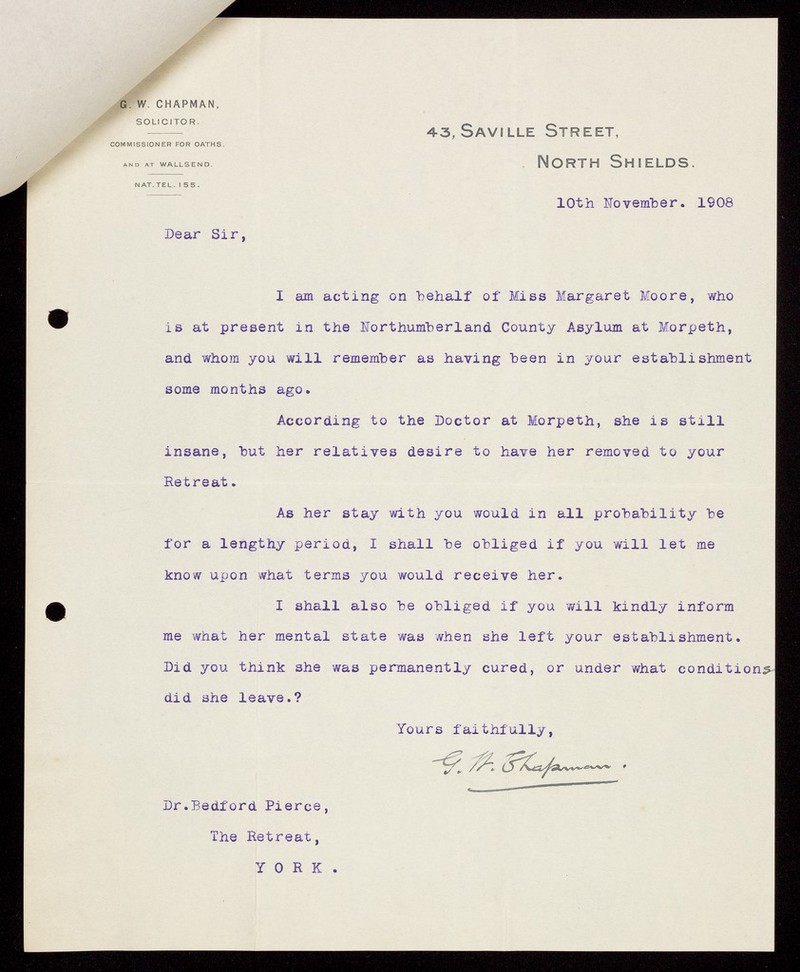 G. W. CHAPMAN,
SOLICITOR.
COMMISSIONER FOR OATHS.
AND AT WALLSEND.
NAT. TEL. 155.
43, SAVILLE STREET,
NORTH SHIELDS.
10th November. 1908
Dear Sir,
I am acting on behalf of Miss Margaret Moore, who
is at present in the Northumberland County Asylum at Morpeth,
and whom you will remember as having been in your establishment
some months ago.
According to the Doctor at Morpeth, she is still
insane, but her relatives desire to have her removed to your
Retreat.
As her stay with you would in all probability be
for a lengthy period, I shall be obliged if you will let me
know upon what terms you would receive her.
I shall also be obliged if you will kindly inform
me what her mental state was when she left your establishment.
Did you think she was permanently cured, or under what conditions
did she leave.?
Yours faithfully,
G. W. Chapman.
Dr.Bedford Pierce,
The Retreat,
Y O R K .